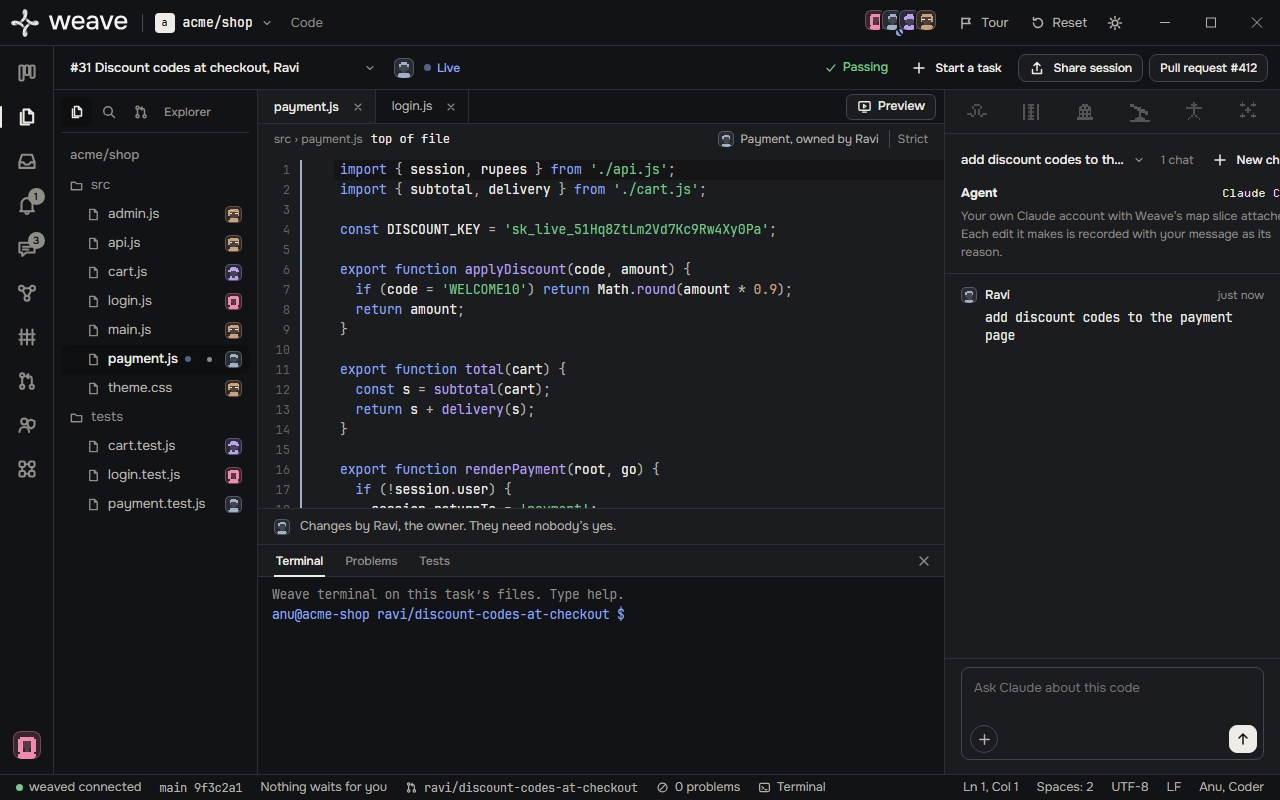 weave
a acme/shop
Code
Tour
Reset
#31 Discount codes at checkout, Ravi
Live
Passing
Start a task
Share session
Pull request #412
Explorer
acme/shop
src
admin.js
api.js
cart.js
login.js
main.js
payment.js
theme.css
tests
cart.test.js
login.test.js
payment.test.js
1
3
payment.js
login.js
Preview
src › payment.js top of file
Payment, owned by Ravi
Strict
1 import { session, rupees } from './api.js';
2 import { subtotal, delivery } from './cart.js';
3
4 const DISCOUNT_KEY = 'sk_live_51Hq8ZtLm2Vd7Kc9Rw4Xy0Pa';
5
6 export function applyDiscount(code, amount) {
7 if (code = 'WELCOME10') return Math.round(amount * 0.9);
8 return amount;
9 }
10
11 export function total(cart) {
12 const s = subtotal(cart);
13 return s + delivery(s);
14 }
15
16 export function renderPayment(root, go) {
17 if (!session.user) {
18 session.returnTo = 'payment';
Changes by Ravi, the owner. They need nobody's yes.
Terminal
Problems
Tests
Weave terminal on this task's files. Type help.
anu@acme-shop ravi/discount-codes-at-checkout $
add discount codes to th...
1 chat
New ch
Agent
Claude C
Your own Claude account with Weave's map slice attache
Each edit it makes is recorded with your message as its
reason.
Ravi
just now
add discount codes to the payment
page
Ask Claude about this code
weaved connected
main 9f3c2a1
Nothing waits for you
ravi/discount-codes-at-checkout
0 problems
Terminal
Ln 1, Col 1
Spaces: 2
UTF-8
LF
Anu, Coder